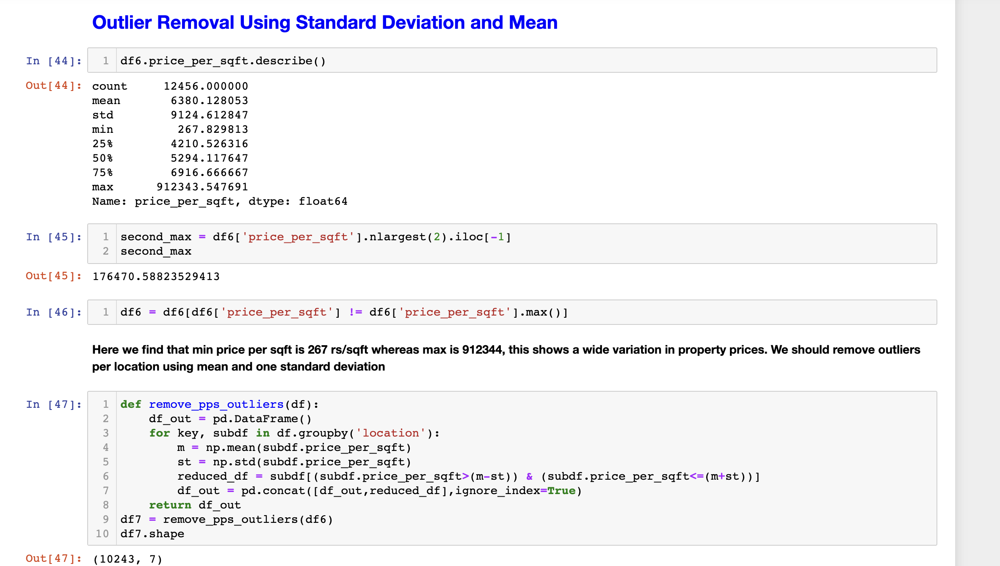 Outlier Removal Using Standard Deviation and Mean
In [44]: 1 df6.price_per_sqft.describe()
Out[44]: count 12456.000000
mean 6380.128053
std 9124.612847
min 267.829813
25% 4210.526316
50% 5294.117647
75% 6916.666667
max 912343.547691
Name: price_per_sqft, dtype: float64
In [45]: 1 second_max = df6['price_per_sqft'].nlargest(2).iloc[-1]
2 second_max
Out[45]: 176470.58823529413
In [46]: 1 df6 = df6[df6['price_per_sqft'] != df6['price_per_sqft'].max()]
Here we find that min price per sqft is 267 rs/sqft whereas max is 912344, this shows a wide variation in property prices. We should remove outliers
per location using mean and one standard deviation
In [47]: 1 def remove_pps_outliers(df):
2     df_out = pd.DataFrame()
3     for key, subdf in df.groupby('location'):
4         m = np.mean(subdf.price_per_sqft)
5         st = np.std(subdf.price_per_sqft)
6         reduced_df = subdf[(subdf.price_per_sqft>(m-st)) & (subdf.price_per_sqft<=(m+st))]
7         df_out = pd.concat([df_out,reduced_df],ignore_index=True)
8     return df_out
9 df7 = remove_pps_outliers(df6)
10 df7.shape
Out[47]: (10243, 7)